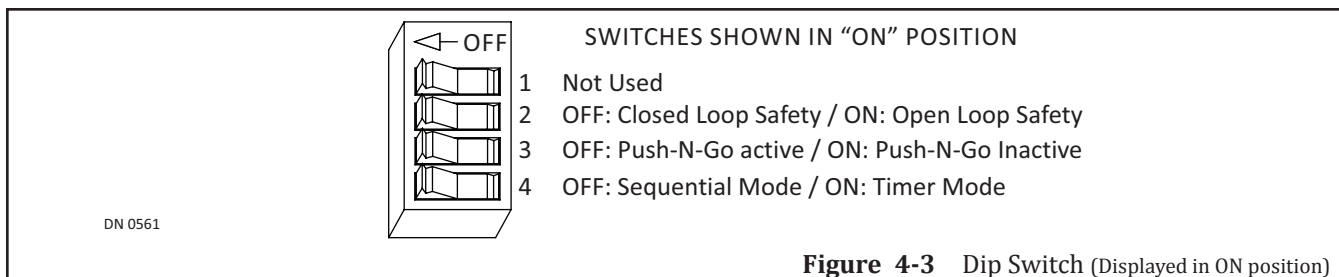 OFF SWITCHES SHOWN IN “ON” POSITION
1 Not Used
2 OFF: Closed Loop Safety / ON: Open Loop Safety
3 OFF: Push-N-Go active / ON: Push-N-Go Inactive
4 OFF: Sequential Mode / ON: Timer Mode
DN 0561
Figure 4-3 Dip Switch (Displayed in ON position)